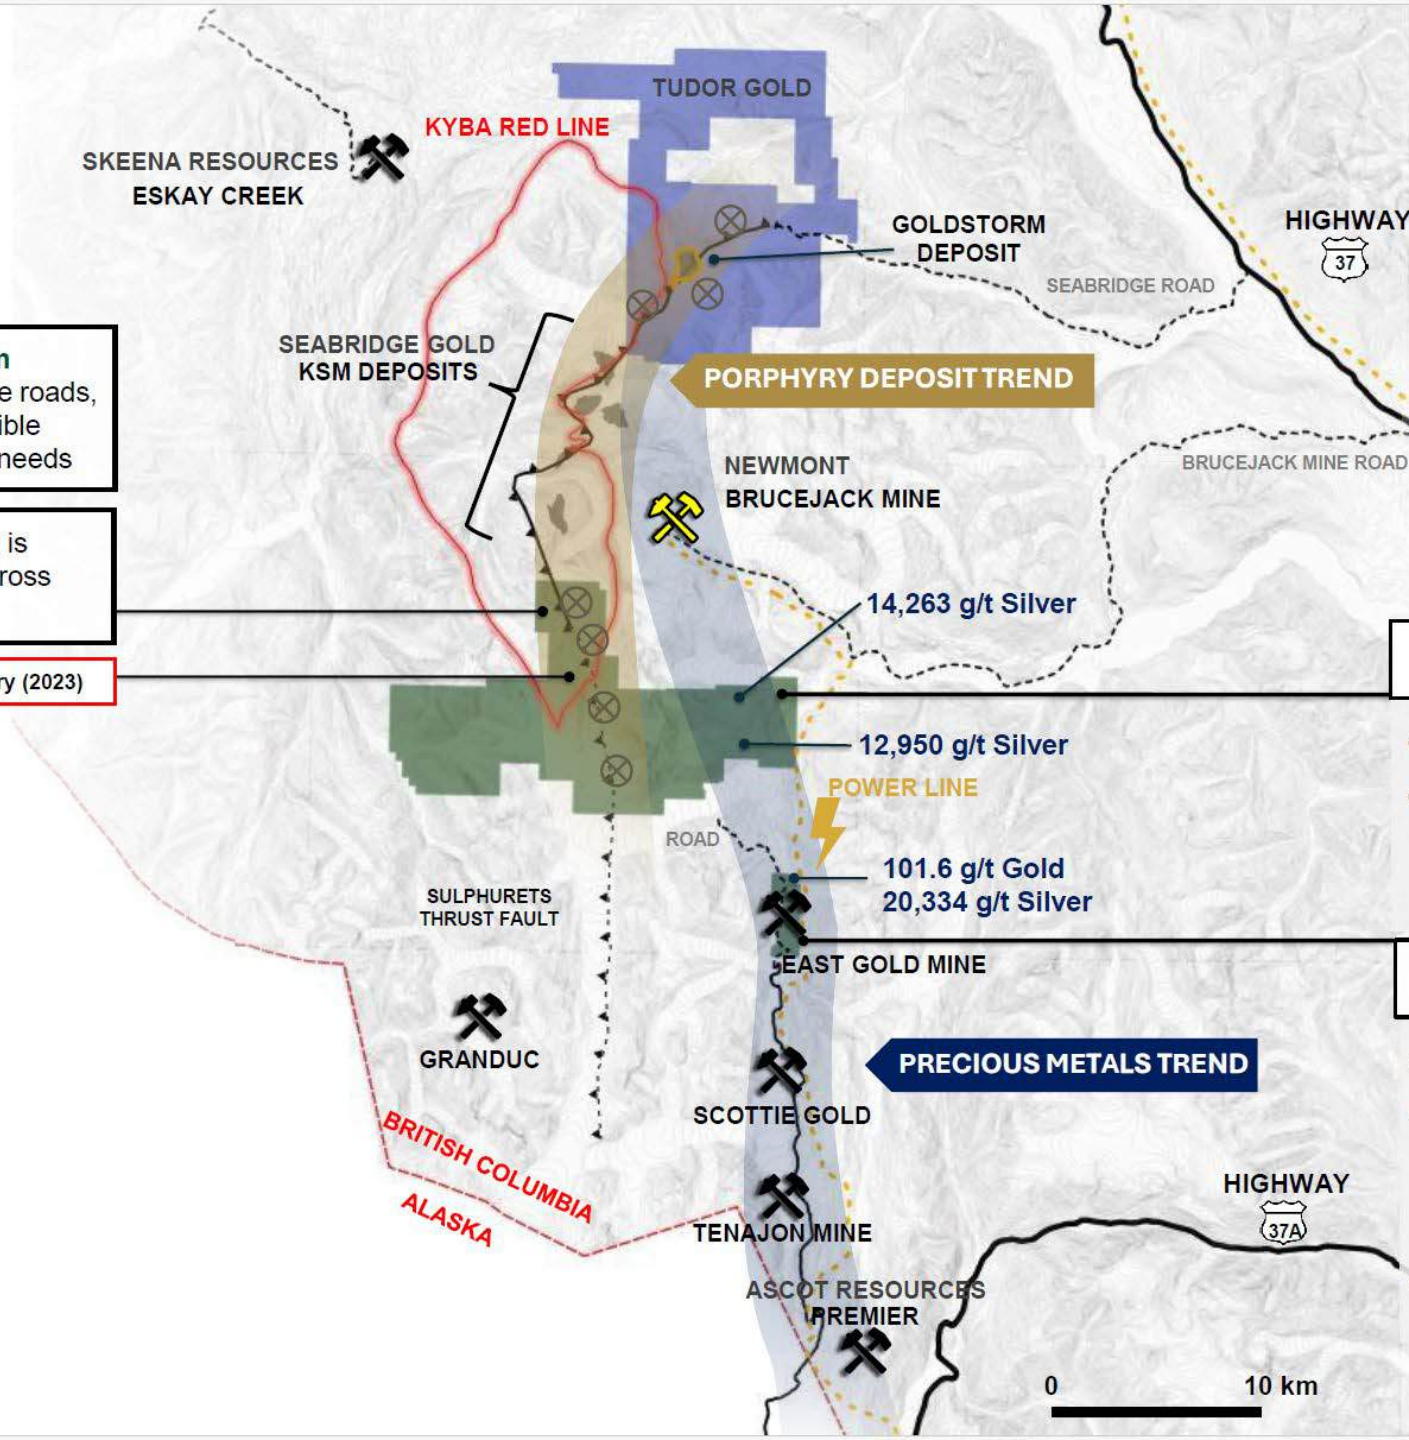 TUDOR GOLD
KYBA RED LINE
SKEENA RESOURCES
ESKAY CREEK
GOLDSTORM
DEPOSIT
HIGHWAY
37
SEABRIDGE ROAD
SEABRIDGE GOLD
KSM DEPOSITS
e roads,
ible
needs
PORPHYRY DEPOSIT TREND
NEWMONT
BRUCEJACK MINE
BRUCEJACK MINE ROAD
is
ross
14,263 g/t Silver
ry (2023)
12,950 g/t Silver
POWER LINE
ROAD
101.6 g/t Gold
20,334 g/t Silver
SULPHURETS
THRUST FAULT
EAST GOLD MINE
GRANDUC
PRECIOUS METALS TREND
SCOTTIE GOLD
BRITISH COLUMBIA
ALASKA
TENAJON MINE
HIGHWAY
37A
ASCOT RESOURCES
PREMIER
0 10 km